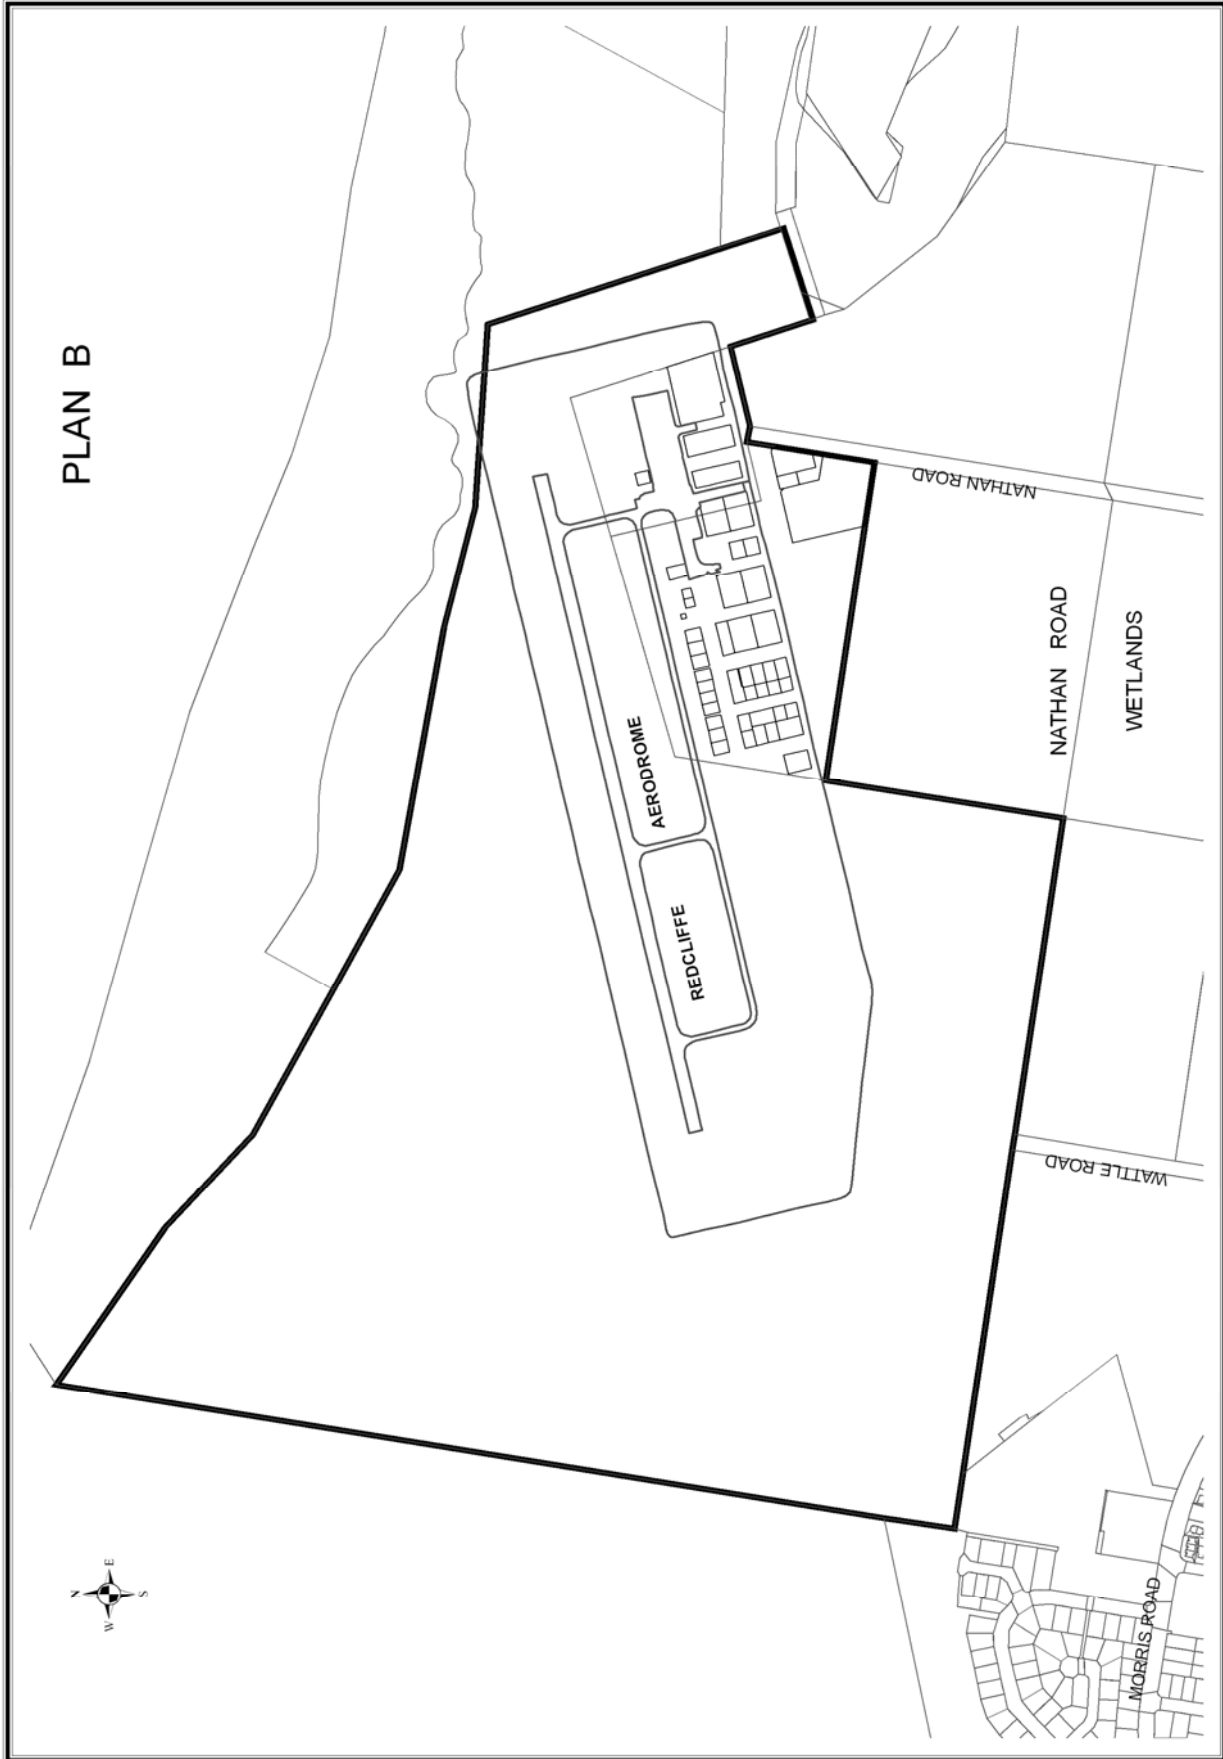 PLAN B
AERODROME
REDCLIFFE
NATHAN ROAD
NATHAN ROAD
WETLANDS
WATTLE ROAD
MORRIS ROAD
N
E
W
S